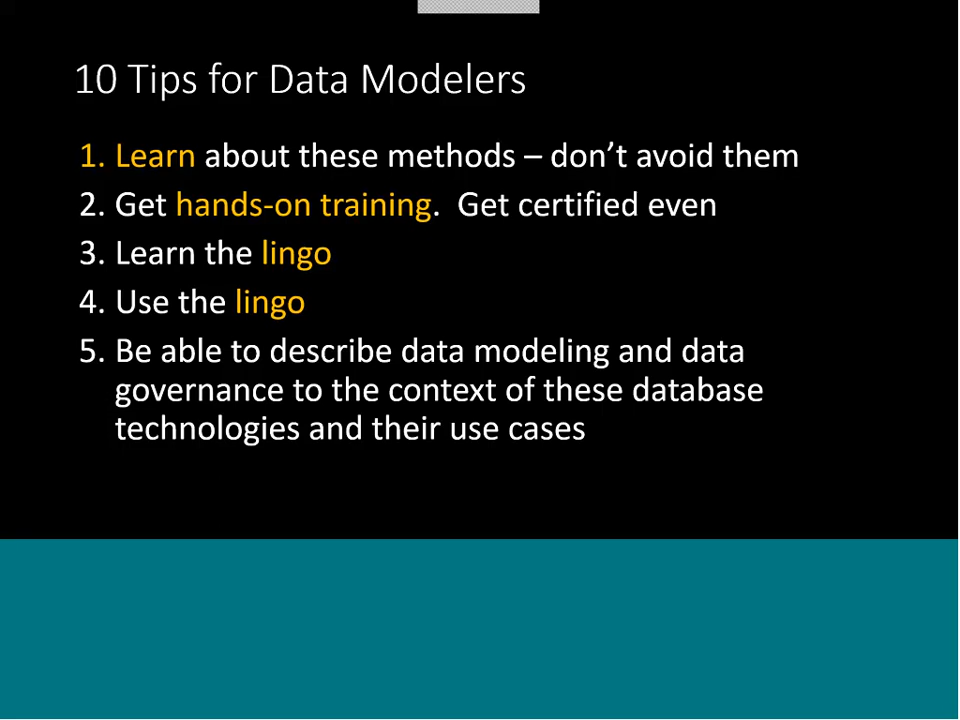 10 Tips for Data Modelers
1. Learn about these methods – don’t avoid them
2. Get hands-on training.  Get certified even
3. Learn the lingo
4. Use the lingo
5. Be able to describe data modeling and data
governance to the context of these database
technologies and their use cases